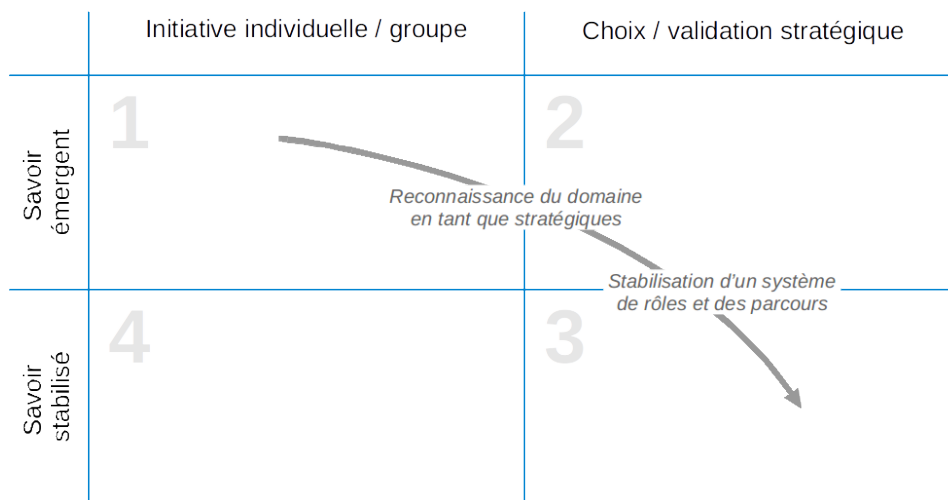 Initiative individuelle / groupe
Choix / validation stratégique
Savoir
émergent
1
2
Reconnaissance du domaine
en tant que stratégiques
Stabilisation d'un système
de rôles et des parcours
Savoir
stabilisé
4
3